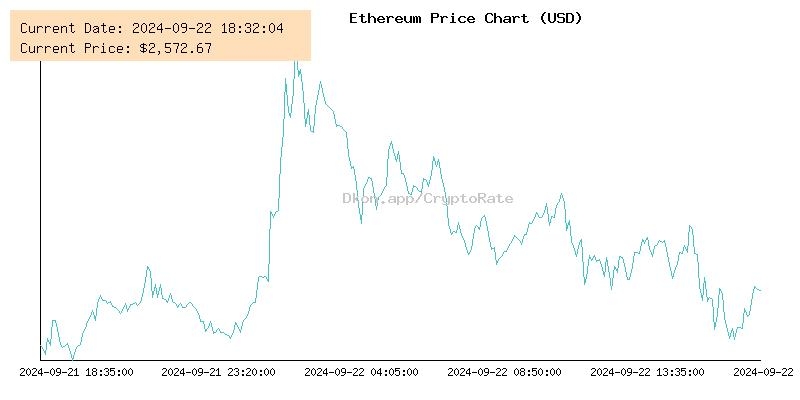 Ethereum Price Chart (USD)
Current Date: 2024-09-22 18:32:04
Current Price: $2,572.67
Dkon.app/CryptoRate
2024-09-21 18:35:00
2024-09-21 23:20:00
2024-09-22 04:05:00
2024-09-22 08:50:00
2024-09-22 13:35:00
2024-09-22